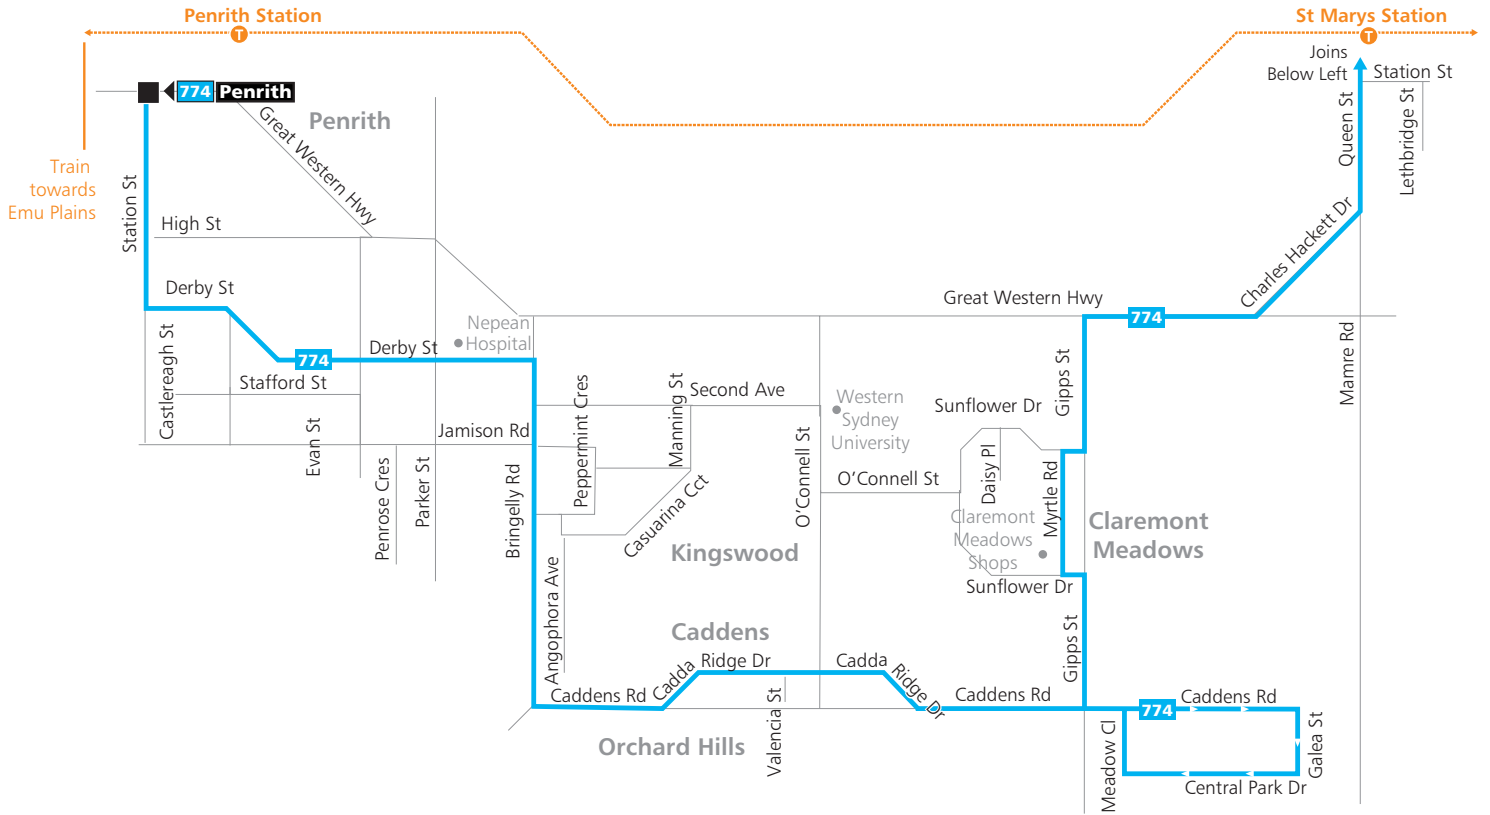 Penrith Station
T
St Marys Station
T
Joins
Below Left
Station St
774 Penrith
Penrith
Great Western Hwy
Queen St
Lethbridge St
Train
towards
Emu Plains
Station St
High St
Charles Hackett Dr
Derby St
Great Western Hwy
774
Nepean
Hospital
Castlereagh St
774
Derby St
Gipps St
Mamre Rd
Stafford St
Peppermint Cres
Manning St
Second Ave
Western
Sydney
University
Sunflower Dr
Evan St
Jamison Rd
Penrose Cres
Parker St
Bringelly Rd
O'Connell St
O'Connell St
Daisy Pl
Myrtle Rd
Casuarina Cct
Claremont
Meadows
Shops
Claremont
Meadows
Kingswood
Sunflower Dr
Angophora Ave
Caddens
Gipps St
Cadda
Ridge Dr
Cadda
Ridge Dr
Caddens Rd
Caddens Rd
774
Caddens Rd
Valencia St
Orchard Hills
Meadow Cl
Galea St
Central Park Dr